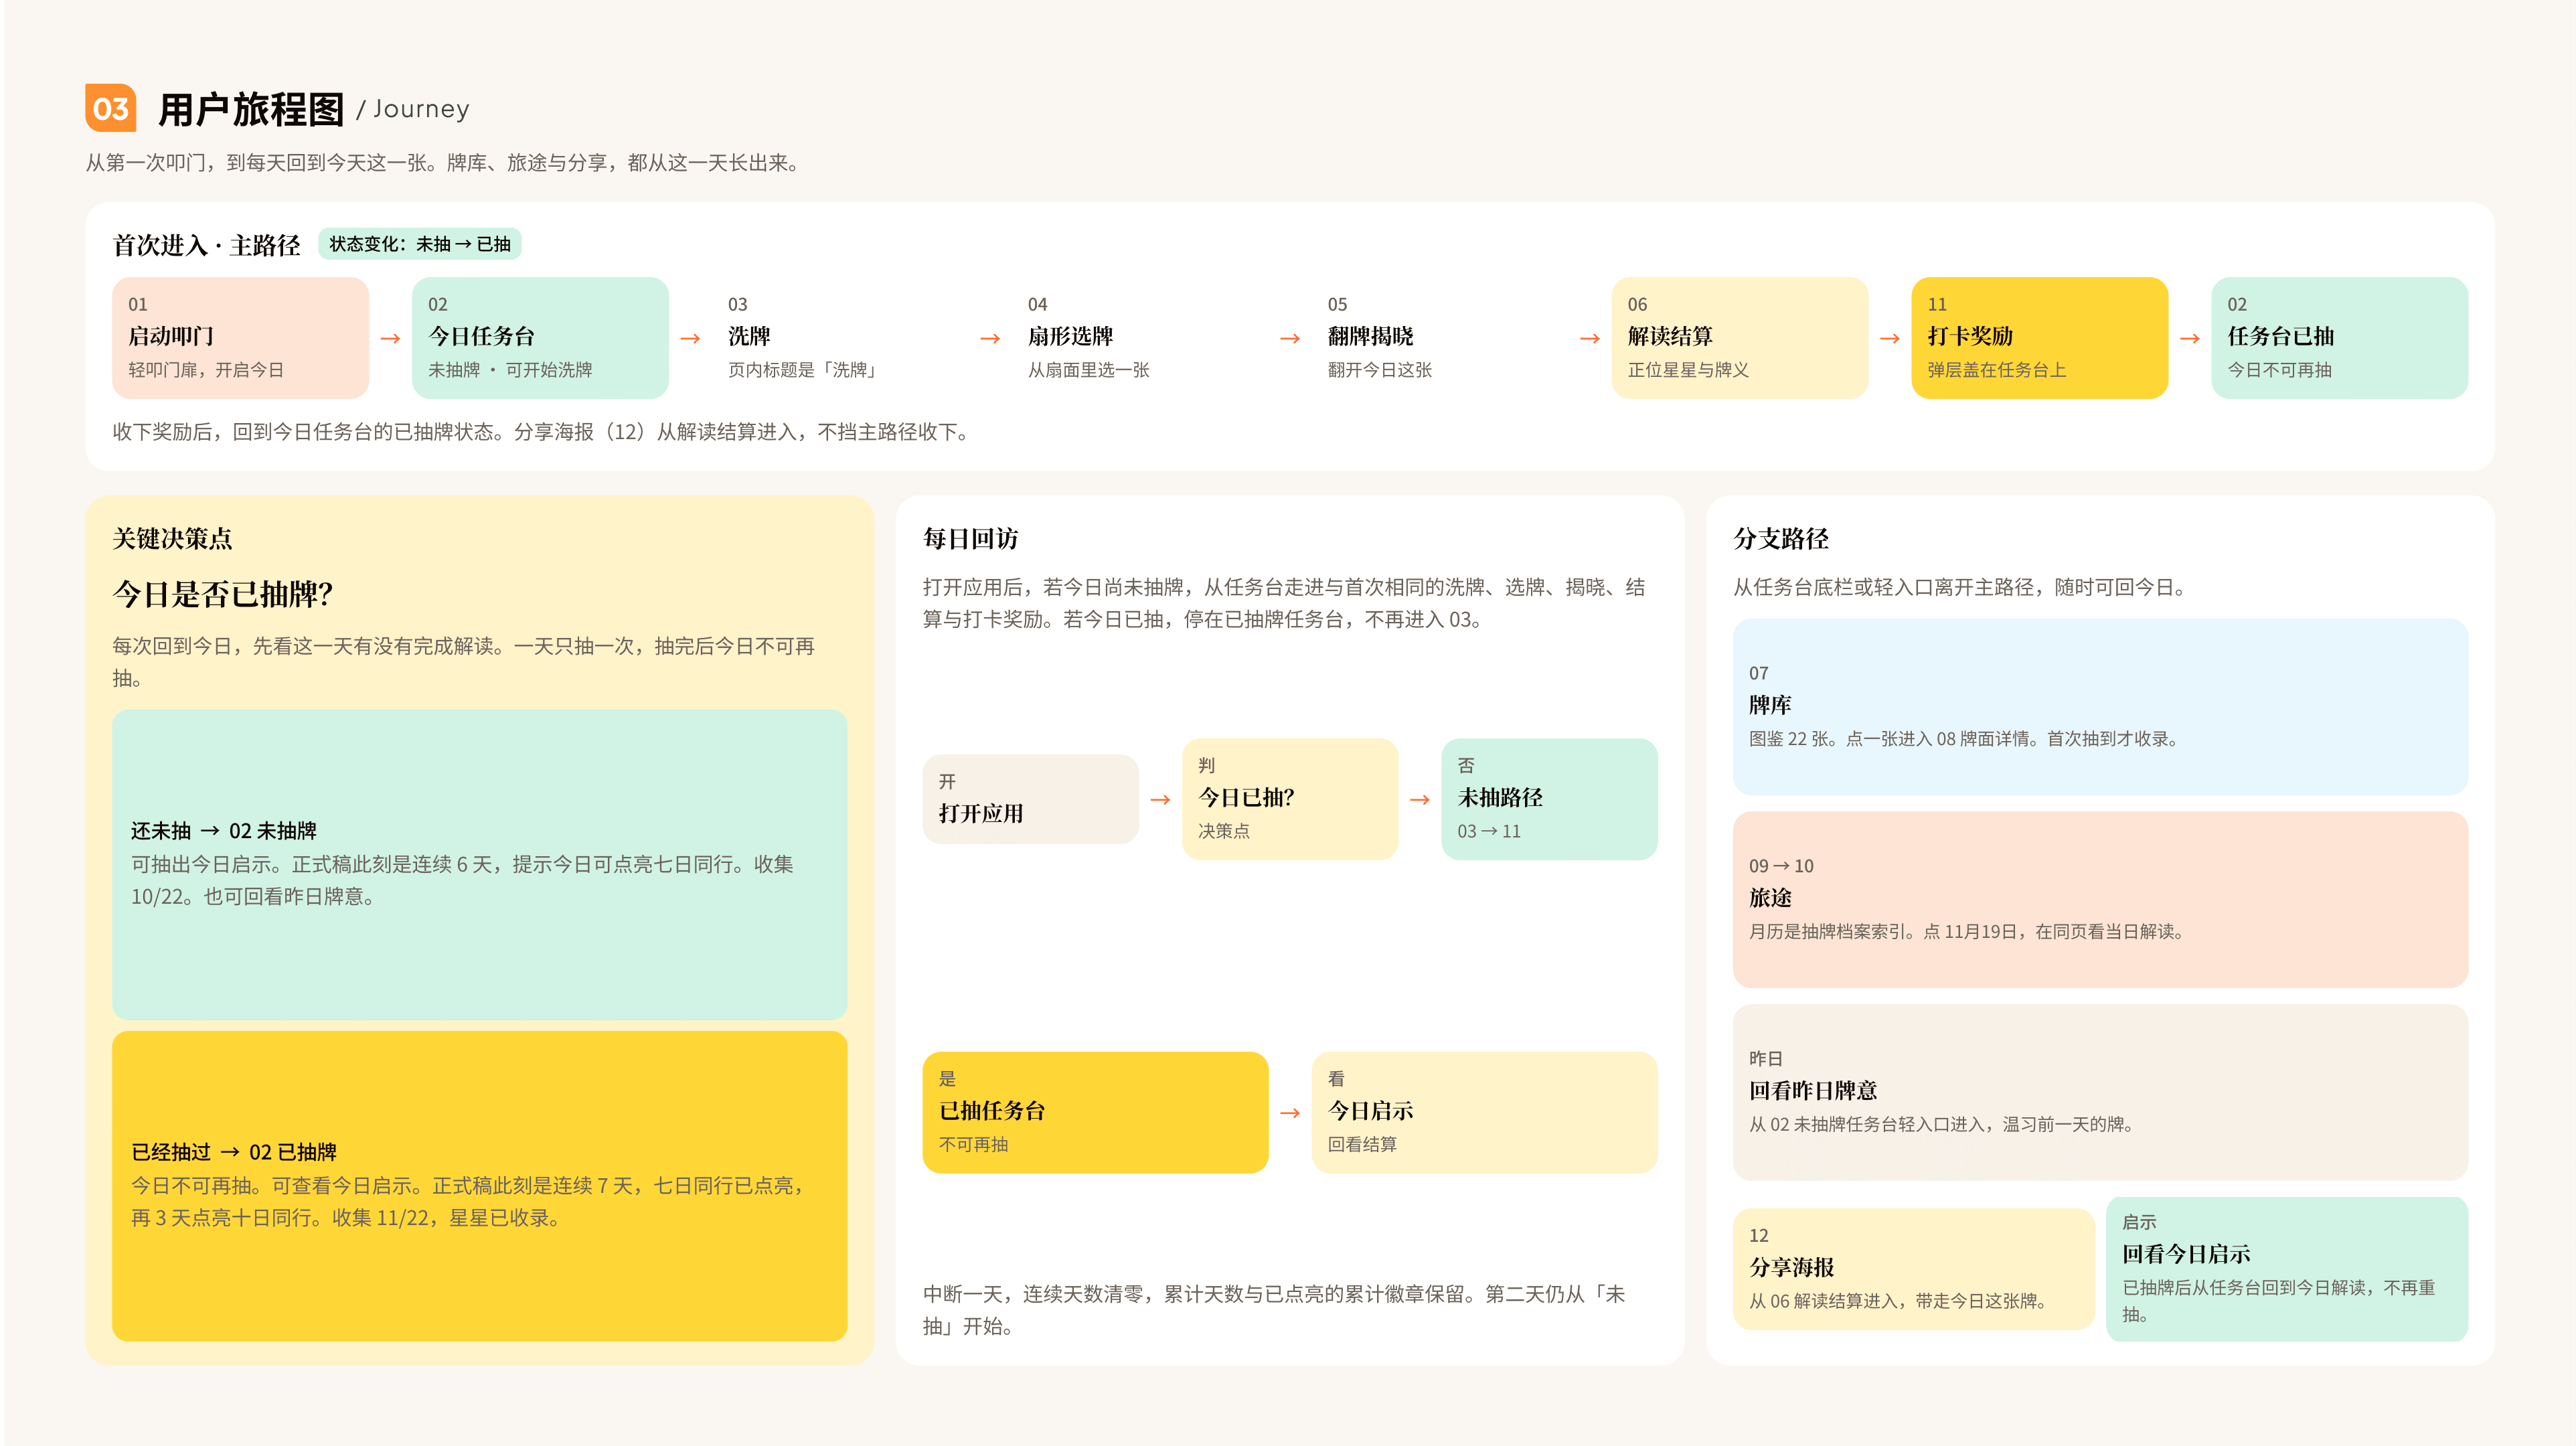 03 用户旅程图 / Journey
从第一次叩门，到每天回到今天这一张。牌库、旅途与分享，都从这一天长出来。
首次进入 · 主路径 状态变化：未抽 → 已抽
01
启动叩门
轻叩门扉，开启今日
→
02
今日任务台
未抽牌 · 可开始洗牌
→
03
洗牌
页内标题是「洗牌」
→
04
扇形选牌
从扇面里选一张
→
05
翻牌揭晓
翻开今日这张
→
06
解读结算
正位星星与牌义
→
11
打卡奖励
弹层盖在任务台上
→
02
任务台已抽
今日不可再抽
收下奖励后，回到今日任务台的已抽牌状态。分享海报（12）从解读结算进入，不挡主路径收下。
关键决策点
今日是否已抽牌？
每次回到今日，先看这一天有没有完成解读。一天只抽一次，抽完后今日不可再
抽。
还未抽 → 02 未抽牌
可抽出今日启示。正式稿此刻是连续 6 天，提示今日可点亮七日同行。收集
10/22。也可回看昨日牌意。
已经抽过 → 02 已抽牌
今日不可再抽。可查看今日启示。正式稿此刻是连续 7 天，七日同行已点亮，
再 3 天点亮十日同行。收集 11/22，星星已收录。
每日回访
打开应用后，若今日尚未抽牌，从任务台走进与首次相同的洗牌、选牌、揭晓、结
算与打卡奖励。若今日已抽，停在已抽牌任务台，不再进入 03。
开
打开应用
→
判
今日已抽？
决策点
→
否
未抽路径
03 → 11
是
已抽任务台
不可再抽
→
看
今日启示
回看结算
中断一天，连续天数清零，累计天数与已点亮的累计徽章保留。第二天仍从「未
抽」开始。
分支路径
从任务台底栏或轻入口离开主路径，随时可回今日。
07
牌库
图鉴 22 张。点一张进入 08 牌面详情。首次抽到才收录。
09 → 10
旅途
月历是抽牌档案索引。点 11月19日，在同页看当日解读。
昨日
回看昨日牌意
从 02 未抽牌任务台轻入口进入，温习前一天的牌。
12
分享海报
从 06 解读结算进入，带走今日这张牌。
启示
回看今日启示
已抽牌后从任务台回到今日解读，不再重
抽。